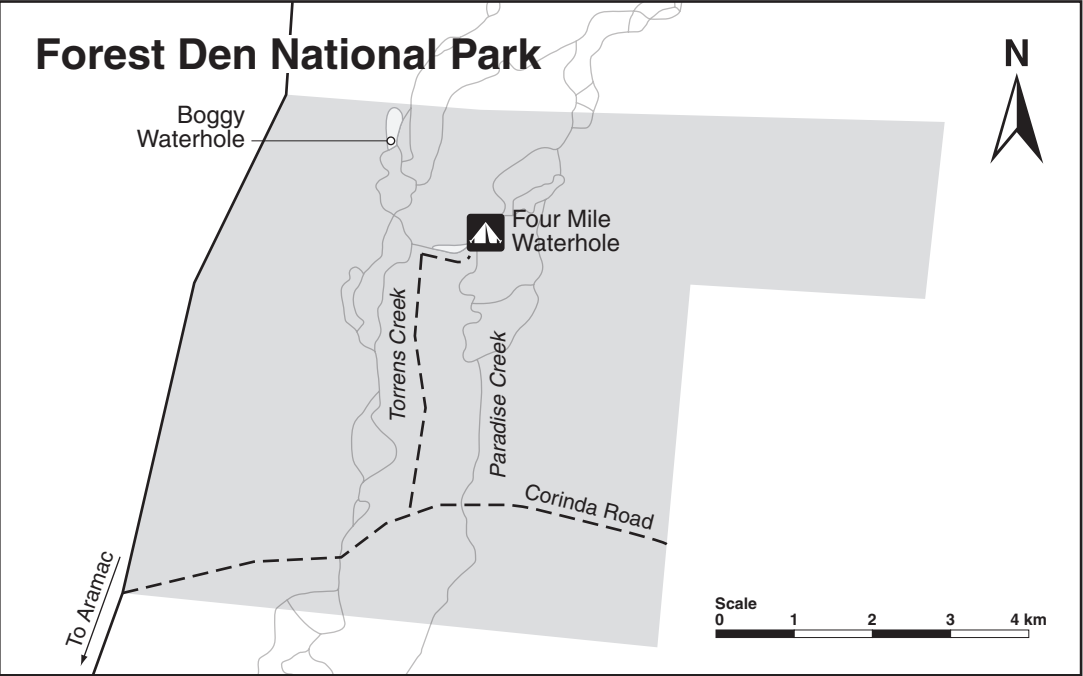 Forest Den National Park
N
Boggy
Waterhole
Four Mile
Waterhole
Torrens Creek
Paradise Creek
Corinda Road
To Aramac
Scale
0 1 2 3 4 km